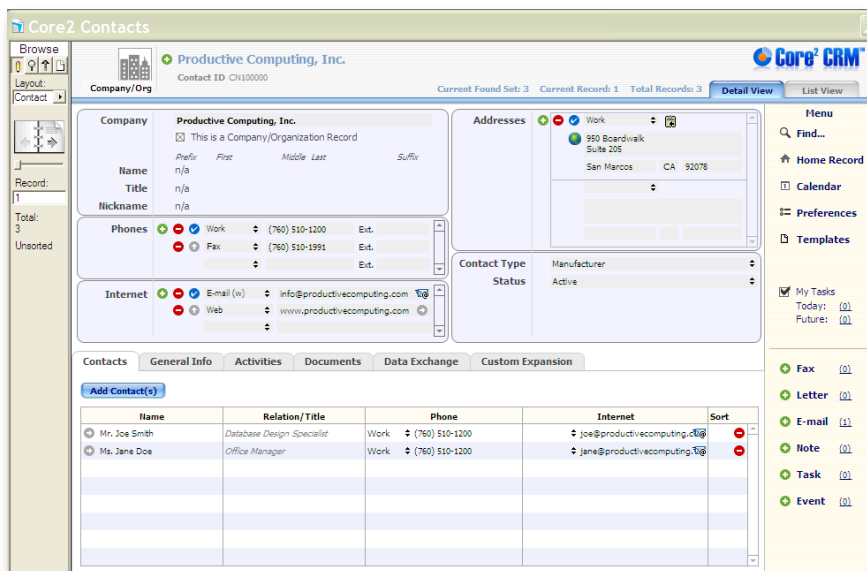 Core2 Contacts
Browse
Layout:
Contact
Record:
1
Total:
3
Unsorted
Company/Org
Productive Computing, Inc.
Contact ID CN100000
Core² CRM™
Current Found Set: 3 Current Record: 1 Total Records: 3
Detail View
List View
Company Productive Computing, Inc.
This is a Company/Organization Record
Prefix First Middle Last Suffix
Name n/a
Title n/a
Nickname n/a
Phones Work (760) 510-1200 Ext.
Fax (760) 510-1991 Ext.
Ext.
Internet E-mail (w) info@productivecomputing.com
Web www.productivecomputing.com
Addresses Work
950 Boardwalk
Suite 205
San Marcos CA 92078
Contact Type Manufacturer
Status Active
Menu
Find...
Home Record
Calendar
Preferences
Templates
My Tasks
Today: (0)
Future: (0)
Fax (0)
Letter (0)
E-mail (1)
Note (0)
Task (0)
Event (0)
Contacts General Info Activities Documents Data Exchange Custom Expansion
Add Contact(s)
Name Relation/Title Phone Internet Sort
Mr. Joe Smith Database Design Specialist Work (760) 510-1200 joe@productivecomputing.c
Ms. Jane Doe Office Manager Work (760) 510-1200 jane@productivecomputing.